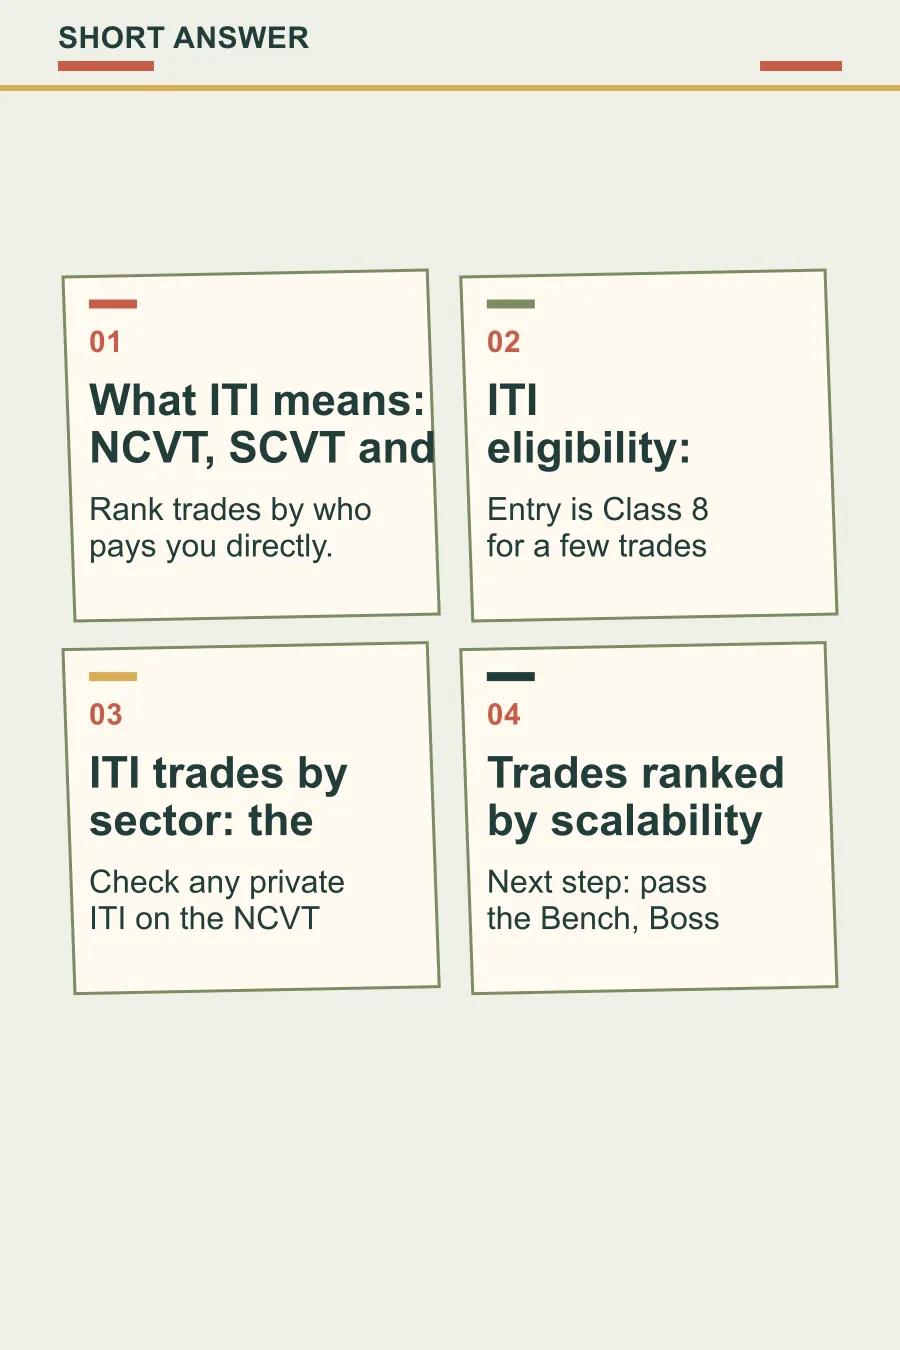 SHORT ANSWER
01
What ITI means:
NCVT, SCVT and
Rank trades by who
pays you directly.
02
ITI
eligibility:
Entry is Class 8
for a few trades
03
ITI trades by
sector: the
Check any private
ITI on the NCVT
04
Trades ranked
by scalability
Next step: pass
the Bench, Boss